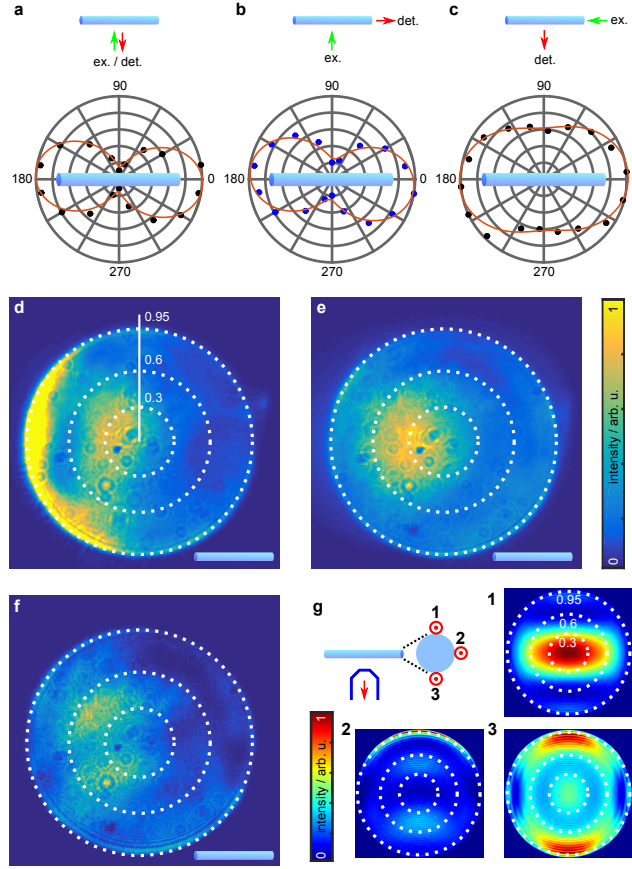 a
b
c
ex. / det.
det.
ex.
ex.
det.
90
180
0
270
90
180
0
270
90
180
0
270
d
0.95
0.6
0.3
e
0 intensity / arb. u. 1
f
g
1
2
3
0 intensity / arb. u. 1
1
0.95
0.6
0.3
2
3